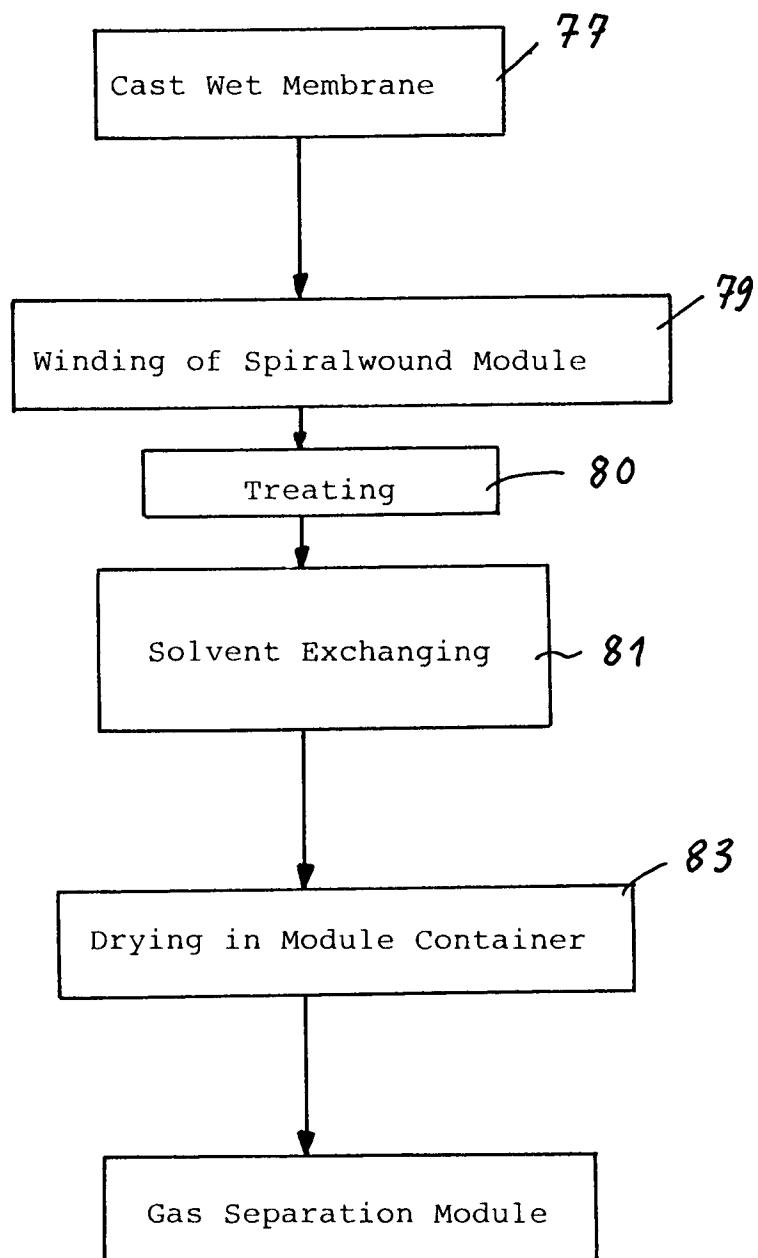 77
Cast Wet Membrane
79
Winding of Spiralwound Module
80
Treating
Solvent Exchanging 81
83
Drying in Module Container
Gas Separation Module